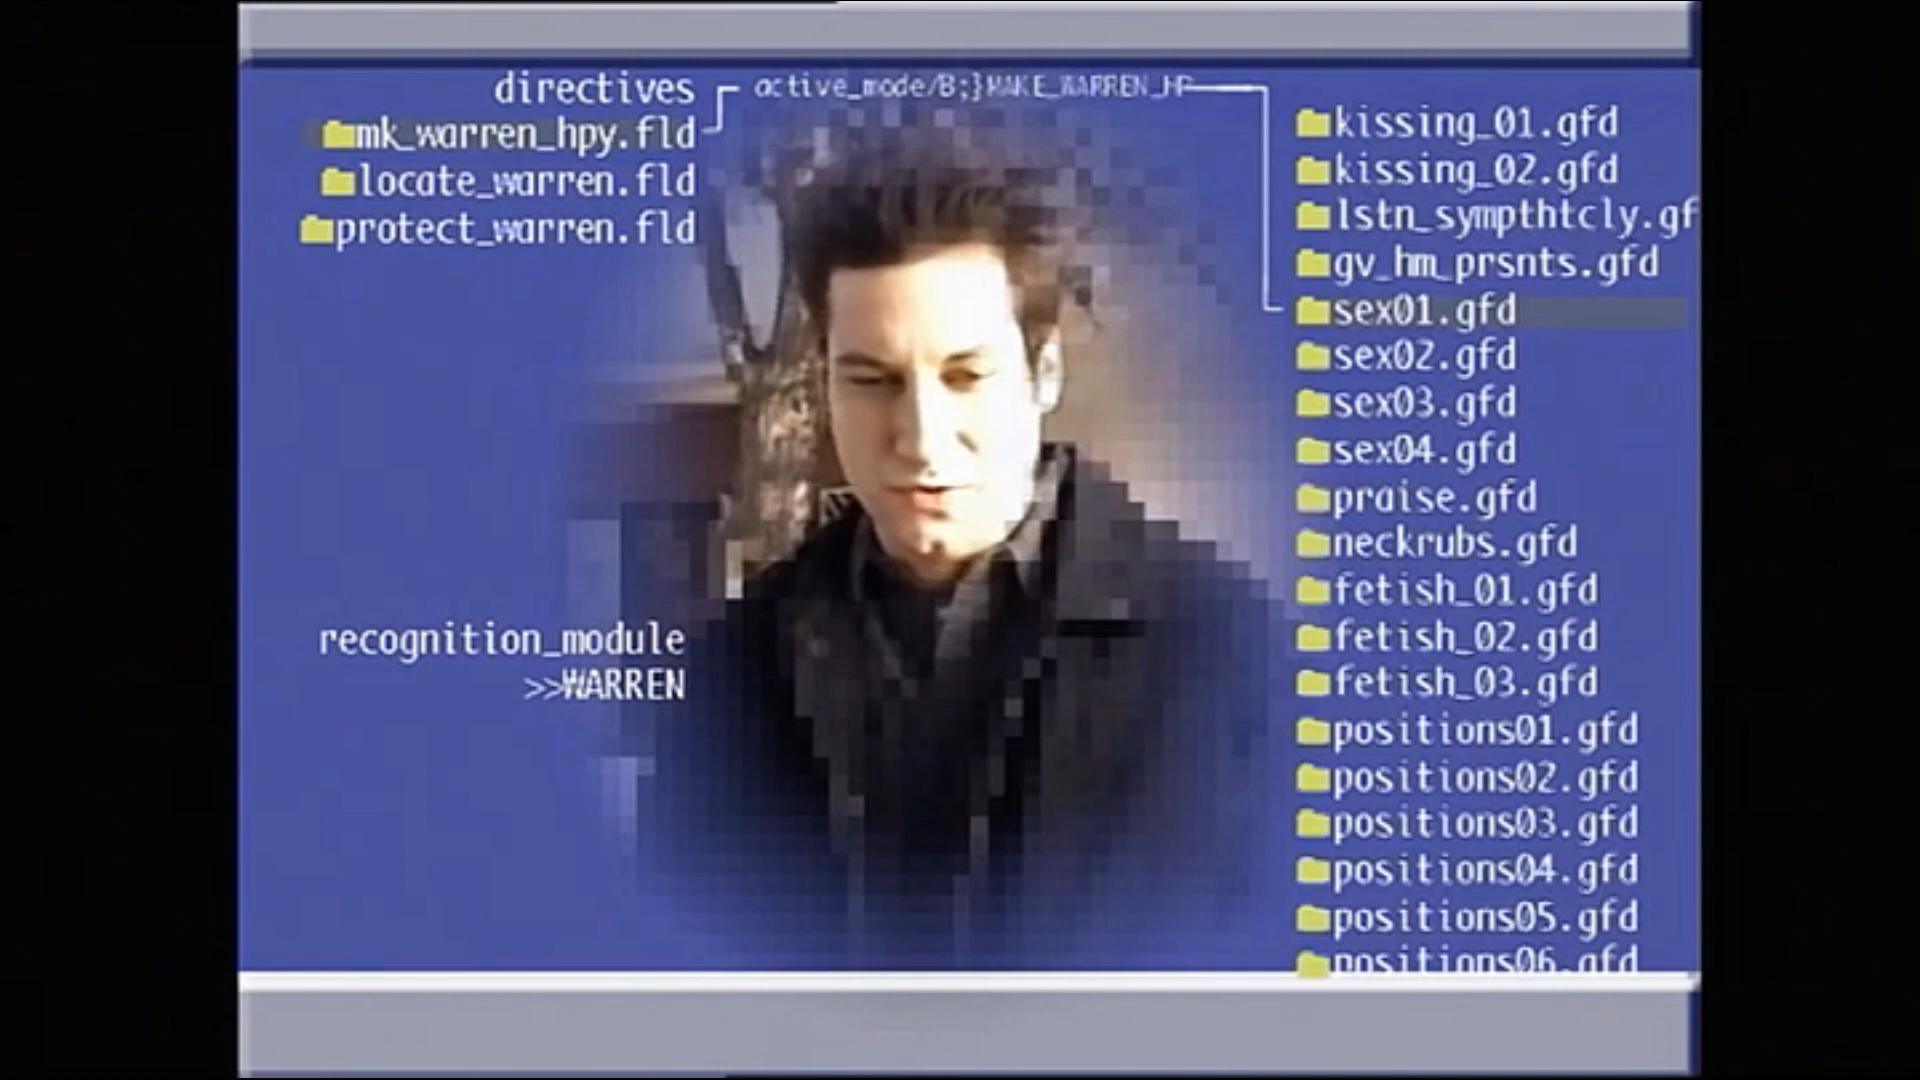 directives
mk_warren_hpy.fld
locate_warren.fld
protect_warren.fld
active_mode/B;}MAKE_WARREN_HP
recognition_module
>>WARREN
kissing_01.gfd
kissing_02.gfd
lstn_sympthtcly.gf
gv_hm_prsnts.gfd
sex01.gfd
sex02.gfd
sex03.gfd
sex04.gfd
praise.gfd
neckrubs.gfd
fetish_01.gfd
fetish_02.gfd
fetish_03.gfd
positions01.gfd
positions02.gfd
positions03.gfd
positions04.gfd
positions05.gfd
positions06.gfd